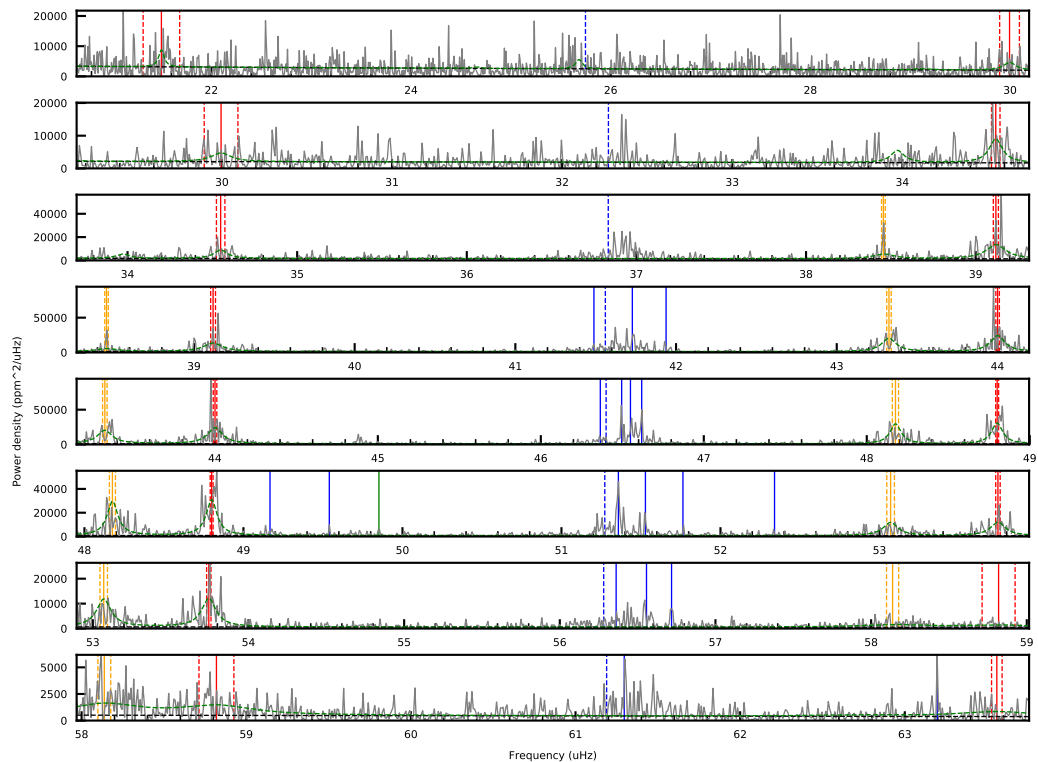 20000
10000
0
22 24 26 28 30
20000
10000
0
30 31 32 33 34
40000
20000
0
34 35 36 37 38 39
50000
0
39 40 41 42 43 44
Power density (ppm^2/uHz)
50000
0
44 45 46 47 48 49
40000
20000
0
48 49 50 51 52 53
20000
10000
0
53 54 55 56 57 58 59
5000
2500
0
58 59 60 61 62 63
Frequency (uHz)